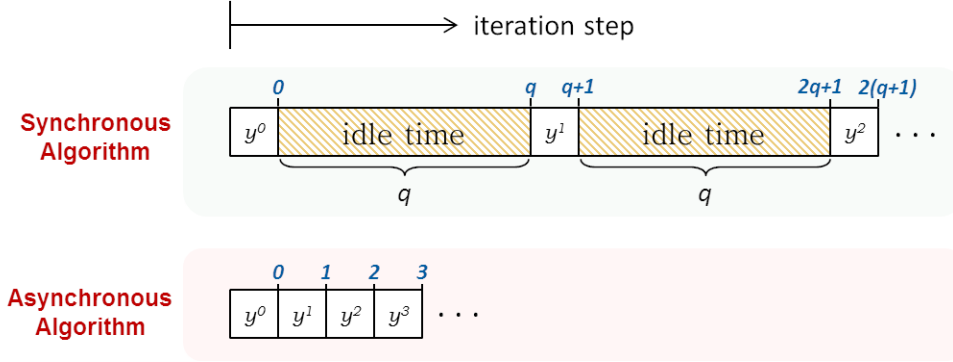 iteration step
0 q q+1 2q+1 2(q+1)
Synchronous
Algorithm
y⁰ idle time y¹ idle time y² . . .
q q
0 1 2 3
Asynchronous
Algorithm
y⁰ y¹ y² y³ . . .